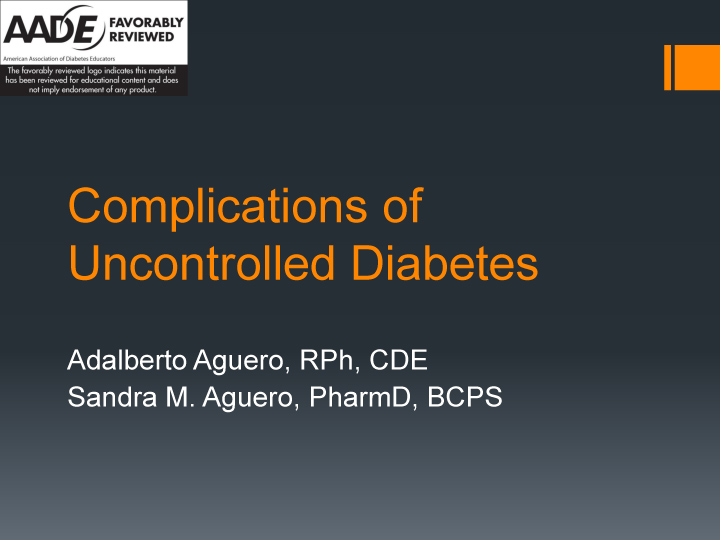 AADE FAVORABLY
REVIEWED
American Association of Diabetes Educators
The favorably reviewed logo indicates this material
has been reviewed for educational content and does
not imply endorsement of any product.
Complications of
Uncontrolled Diabetes
Adalberto Aguero, RPh, CDE
Sandra M. Aguero, PharmD, BCPS